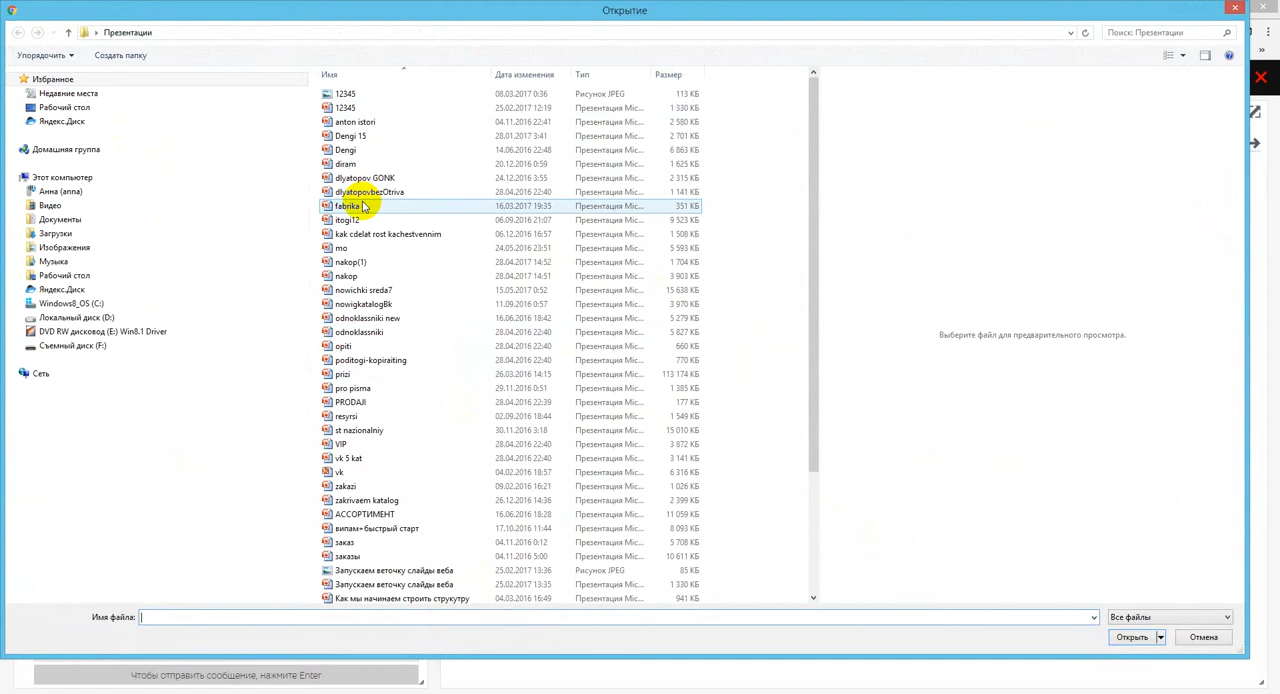 Открытие
Презентации
Поиск: Презентации
Упорядочить
Создать папку
Избранное
Недавние места
Рабочий стол
Яндекс.Диск
Домашняя группа
Этот компьютер
Анна (anna)
Видео
Документы
Загрузки
Изображения
Музыка
Рабочий стол
Яндекс.Диск
Windows8_OS (C:)
Локальный диск (D:)
DVD RW дисковод (E:) Win8.1 Driver
Съемный диск (F:)
Сеть
Имя Дата изменения Тип Размер
12345 08.03.2017 0:36 Рисунок JPEG 113 КБ
12345 25.02.2017 12:19 Презентация Mic... 1 330 КБ
anton istori 04.11.2016 22:41 Презентация Mic... 2 580 КБ
Dengi 15 28.01.2017 3:41 Презентация Mic... 2 701 КБ
Dengi 14.06.2016 22:48 Презентация Mic... 6 863 КБ
diram 20.12.2016 0:59 Презентация Mic... 1 625 КБ
dlyatopov GONK 24.12.2016 3:55 Презентация Mic... 2 315 КБ
dlyatopovbezOtriva 28.04.2016 22:40 Презентация Mic... 1 141 КБ
fabrika 16.03.2017 19:35 Презентация Mic... 351 КБ
itogi12 06.09.2016 21:07 Презентация Mic... 9 523 КБ
kak cdelat rost kachestvennim 06.12.2016 16:57 Презентация Mic... 1 508 КБ
mo 24.05.2016 23:51 Презентация Mic... 5 593 КБ
nakop(1) 28.04.2017 14:52 Презентация Mic... 1 704 КБ
nakop 28.04.2017 14:51 Презентация Mic... 3 903 КБ
nowichki sreda7 15.05.2017 0:52 Презентация Mic... 15 638 КБ
nowigkatalogBk 11.09.2016 0:57 Презентация Mic... 3 970 КБ
odnoklassniki new 16.06.2016 18:42 Презентация Mic... 5 279 КБ
odnoklassniki 28.04.2016 22:40 Презентация Mic... 5 827 КБ
opiti 28.04.2016 22:40 Презентация Mic... 660 КБ
poditogi-kopiraiting 28.04.2016 22:40 Презентация Mic... 770 КБ
prizi 26.03.2017 14:15 Презентация Mic... 113 174 КБ
pro pisma 29.11.2016 0:51 Презентация Mic... 1 385 КБ
PRODAJI 28.04.2016 22:39 Презентация Mic... 177 КБ
resyrsi 02.09.2016 18:44 Презентация Mic... 1 549 КБ
st nazionalniy 30.11.2016 3:18 Презентация Mic... 15 010 КБ
VIP 28.04.2016 22:40 Презентация Mic... 3 872 КБ
vk 5 kat 28.04.2016 22:40 Презентация Mic... 3 141 КБ
vk 04.02.2016 18:57 Презентация Mic... 6 316 КБ
zakazi 09.02.2016 16:21 Презентация Mic... 1 026 КБ
zakrivaem katalog 26.12.2016 14:36 Презентация Mic... 2 399 КБ
АССОРТИМЕНТ 16.06.2016 18:28 Презентация Mic... 11 059 КБ
випам+быстрый старт 17.10.2016 11:44 Презентация Mic... 8 093 КБ
заказ 04.11.2016 0:12 Презентация Mic... 5 708 КБ
заказы 04.11.2016 5:00 Презентация Mic... 10 611 КБ
Запускаем веточку слайды веба 25.02.2017 13:36 Рисунок JPEG 85 КБ
Запускаем веточку слайды веба 25.02.2017 13:35 Презентация Mic... 1 330 КБ
Как мы начинаем строить струкутру 04.03.2016 16:49 Презентация Mic... 941 КБ
Выберите файл для предварительного просмотра.
Имя файла:
Все файлы
Открыть
Отмена
Чтобы отправить сообщение, нажмите Enter